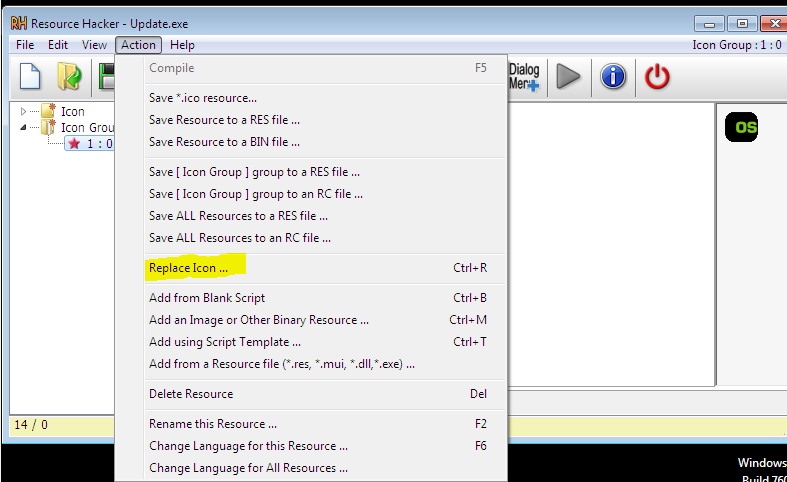 RH Resource Hacker - Update.exe
File Edit View Action Help Icon Group : 1 : 0
Dialog
Menu
Icon
Icon Grou
1 : 0
Compile F5
Save *.ico resource...
Save Resource to a RES file ...
Save Resource to a BIN file ...
Save [ Icon Group ] group to a RES file ...
Save [ Icon Group ] group to an RC file ...
Save ALL Resources to a RES file ...
Save ALL Resources to an RC file ...
Replace Icon ... Ctrl+R
Add from Blank Script Ctrl+B
Add an Image or Other Binary Resource ... Ctrl+M
Add using Script Template ... Ctrl+T
Add from a Resource file (*.res, *.mui, *.dll,*.exe) ...
Delete Resource Del
Rename this Resource ... F2
Change Language for this Resource ... F6
Change Language for All Resources ...
OS
14 / 0
Windows
Build 760